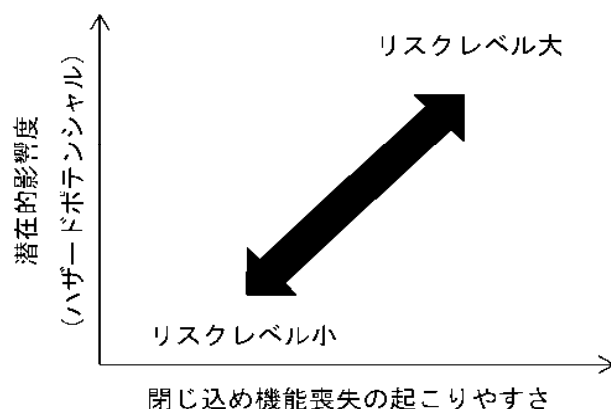 リスクレベル大
潜在的影響度
(ハザードポテンシャル)
リスクレベル小
閉じ込め機能喪失の起こりやすさ